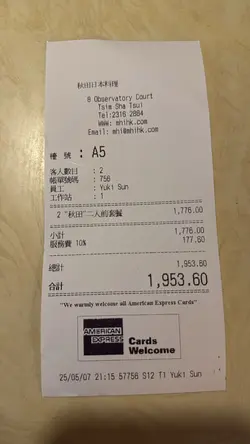 秋田日本料理
8 Observatory Court
Tsim Sha Tsui
Tel:2316 2884
Www: mhihk.com
Email: mhi@mhihk.com
檯 號 : A5
客人數目 : 2
帳單號碼 : 756
員工 : Yuki Sun
工作站 : 1
2 "秋田"二人前套餐 1,776.00
小計 1,776.00
服務費 10% 177.60
總計 1,953.60
合計 1,953.60
"We warmly welcome all American Express Cards"
AMERICAN EXPRESS
Cards Welcome
25/05/07 21:15 57756 S12 T1 Yuki Sun